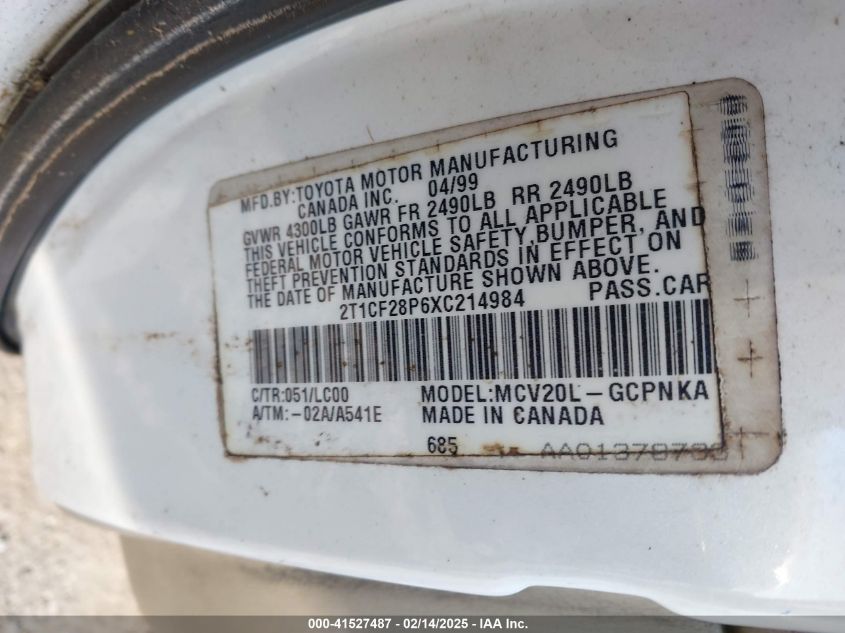 MFD.BY:TOYOTA MOTOR MANUFACTURING
CANADA INC. 04/99
GVWR 4300LB GAWR FR 2490LB RR 2490LB
THIS VEHICLE CONFORMS TO ALL APPLICABLE
FEDERAL MOTOR VEHICLE SAFETY, BUMPER, AND
THEFT PREVENTION STANDARDS IN EFFECT ON
THE DATE OF MANUFACTURE SHOWN ABOVE.
2T1CF28P6XC214984 PASS.CAR
C/TR:051/LC00 MODEL:MCV20L-GCPNKA
A/TM:-02A/A541E MADE IN CANADA
685
000-41527487 - 02/14/2025 - IAA Inc.